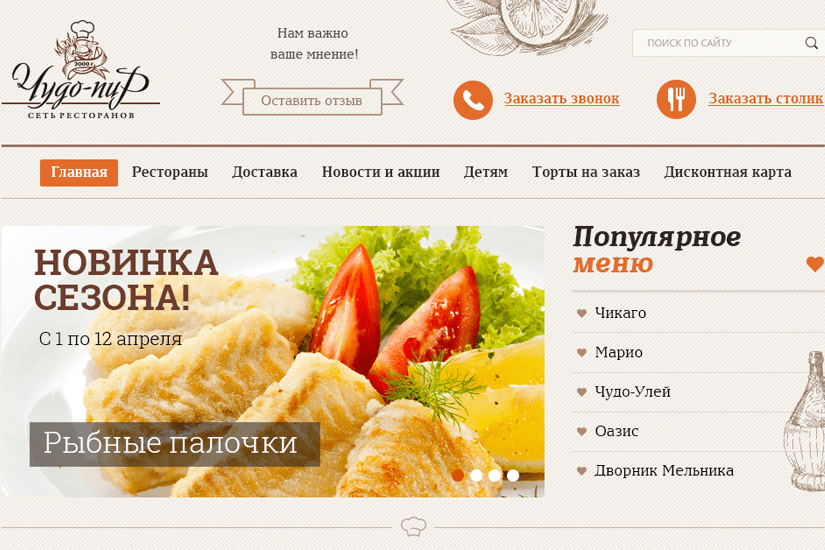 2000 г.
Чудо-пир
СЕТЬ РЕСТОРАНОВ
Нам важно
ваше мнение!
Оставить отзыв
ПОИСК ПО САЙТУ
Заказать звонок
Заказать столик
Главная
Рестораны
Доставка
Новости и акции
Детям
Торты на заказ
Дисконтная карта
НОВИНКА
СЕЗОНА!
С 1 по 12 апреля
Рыбные палочки
Популярное
меню
Чикаго
Марио
Чудо-Улей
Оазис
Дворник Мельника